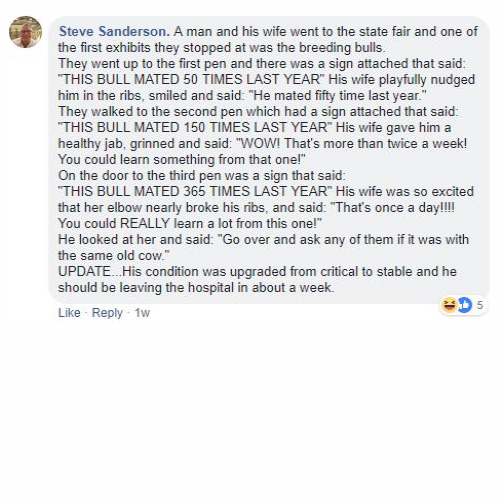 Steve Sanderson. A man and his wife went to the state fair and one of
the first exhibits they stopped at was the breeding bulls.
They went up to the first pen and there was a sign attached that said:
"THIS BULL MATED 50 TIMES LAST YEAR" His wife playfully nudged
him in the ribs, smiled and said: "He mated fifty time last year."
They walked to the second pen which had a sign attached that said:
"THIS BULL MATED 150 TIMES LAST YEAR" His wife gave him a
healthy jab, grinned and said: "WOW! That's more than twice a week!
You could learn something from that one!"
On the door to the third pen was a sign that said:
"THIS BULL MATED 365 TIMES LAST YEAR" His wife was so excited
that her elbow nearly broke his ribs, and said: "That's once a day!!!!
You could REALLY learn a lot from this one!"
He looked at her and said: "Go over and ask any of them if it was with
the same old cow."
UPDATE...His condition was upgraded from critical to stable and he
should be leaving the hospital in about a week.
5
Like · Reply · 1w